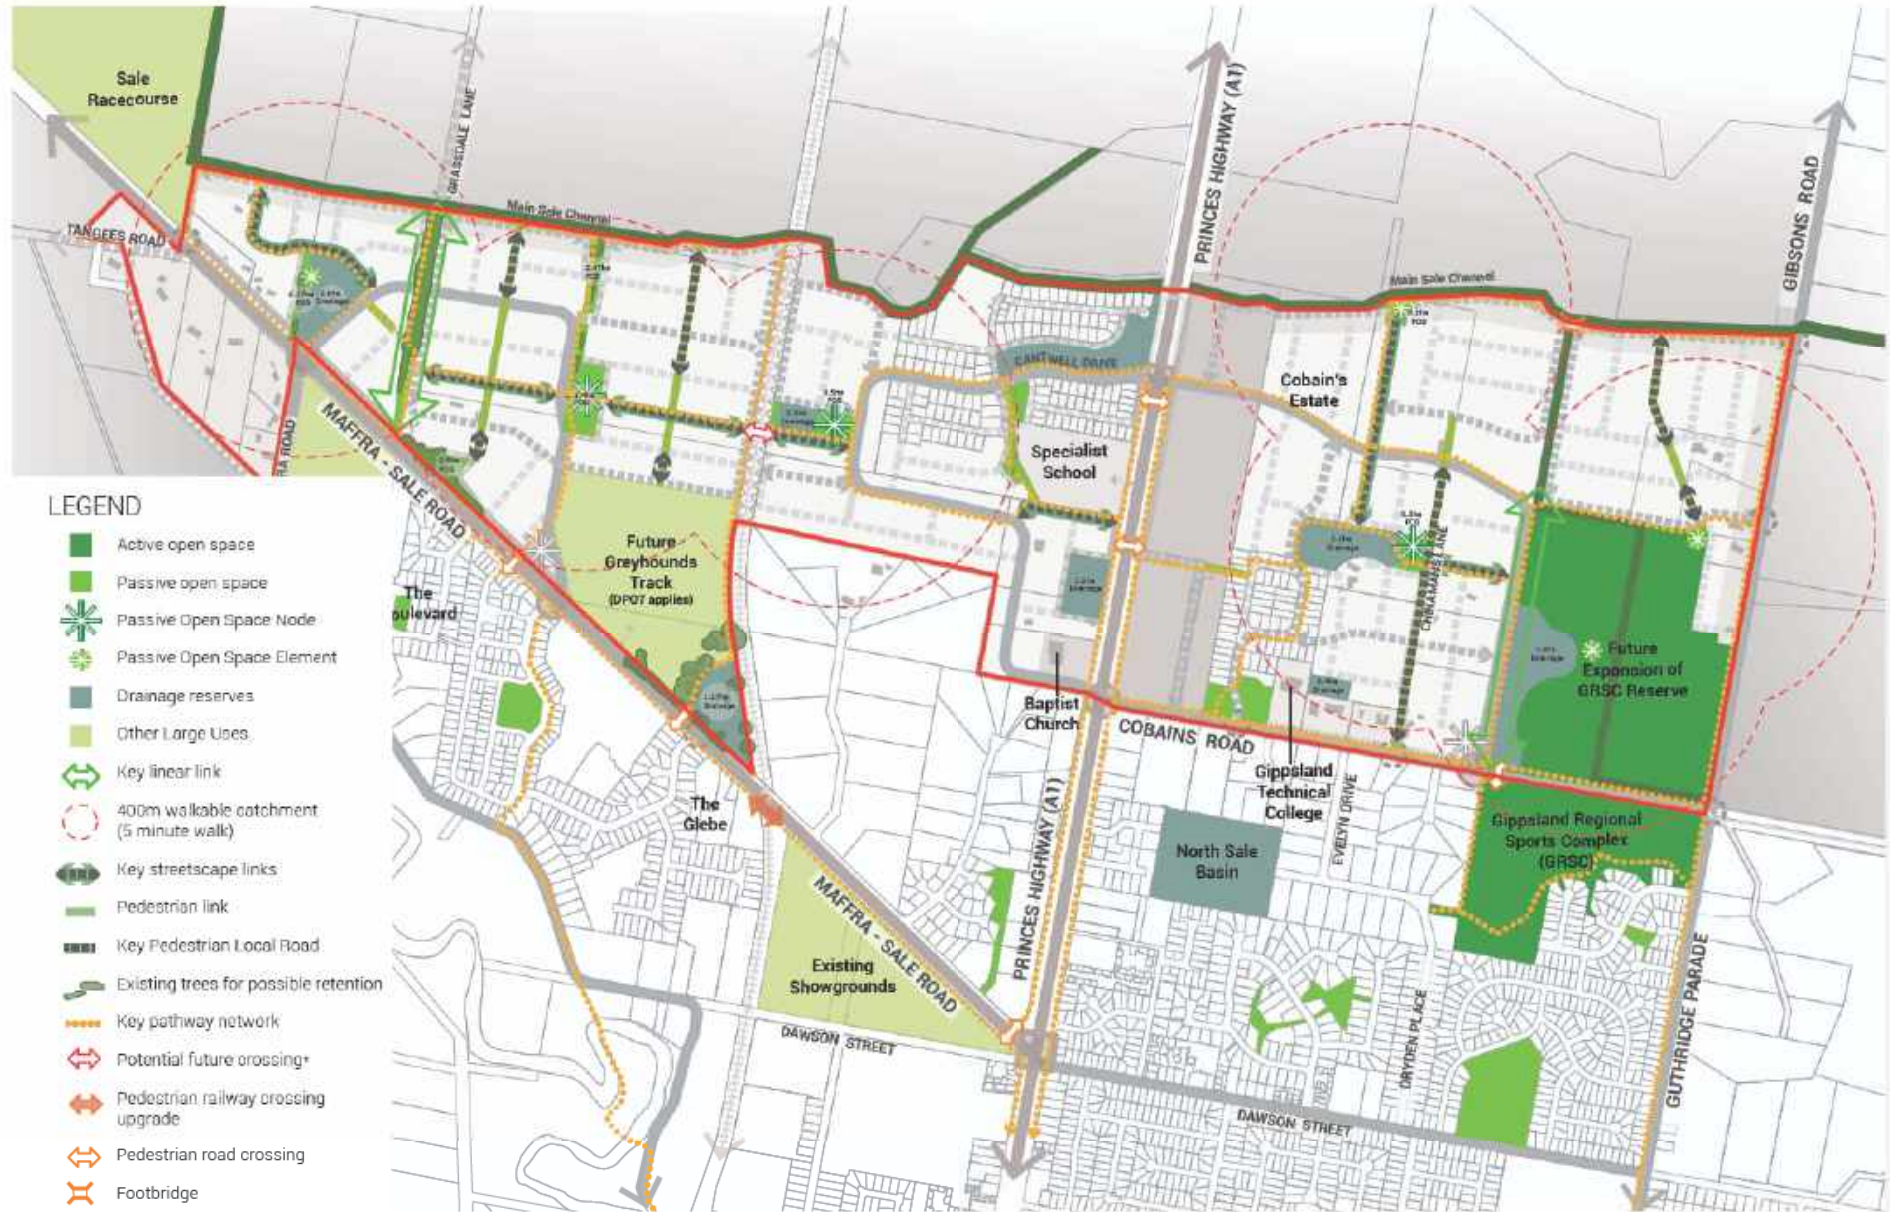 Sale
Racecourse
TANGEES ROAD
GRASSDALE LANE
Main Sale Channel
PRINCES HIGHWAY (A1)
Main Sale Channel
GIBSONS ROAD
CANTWELL DRIVE
Cobain's
Estate
Specialist
School
MAFFRA - SALE ROAD
Future
Greyhounds
Track
(DPO7 applies)
The
oulevard
Baptist
Church
COBAINS ROAD
Gippsland
Technical
College
EVELYN DRIVE
Future
Expansion of
GRSC Reserve
Gippsland Regional
Sports Complex
(GRSC)
The
Glebe
North Sale
Basin
PRINCES HIGHWAY (A1)
MAFFRA - SALE ROAD
Existing
Showgrounds
DAWSON STREET
DAWSON STREET
DRYDEN PLACE
GUTHRIDGE PARADE
LEGEND
Active open space
Passive open space
Passive Open Space Node
Passive Open Space Element
Drainage reserves
Other Large Uses
Key linear link
400m walkable catchment
(5 minute walk)
Key streetscape links
Pedestrian link
Key Pedestrian Local Road
Existing trees for possible retention
Key pathway network
Potential future crossing*
Pedestrian railway crossing
upgrade
Pedestrian road crossing
Footbridge